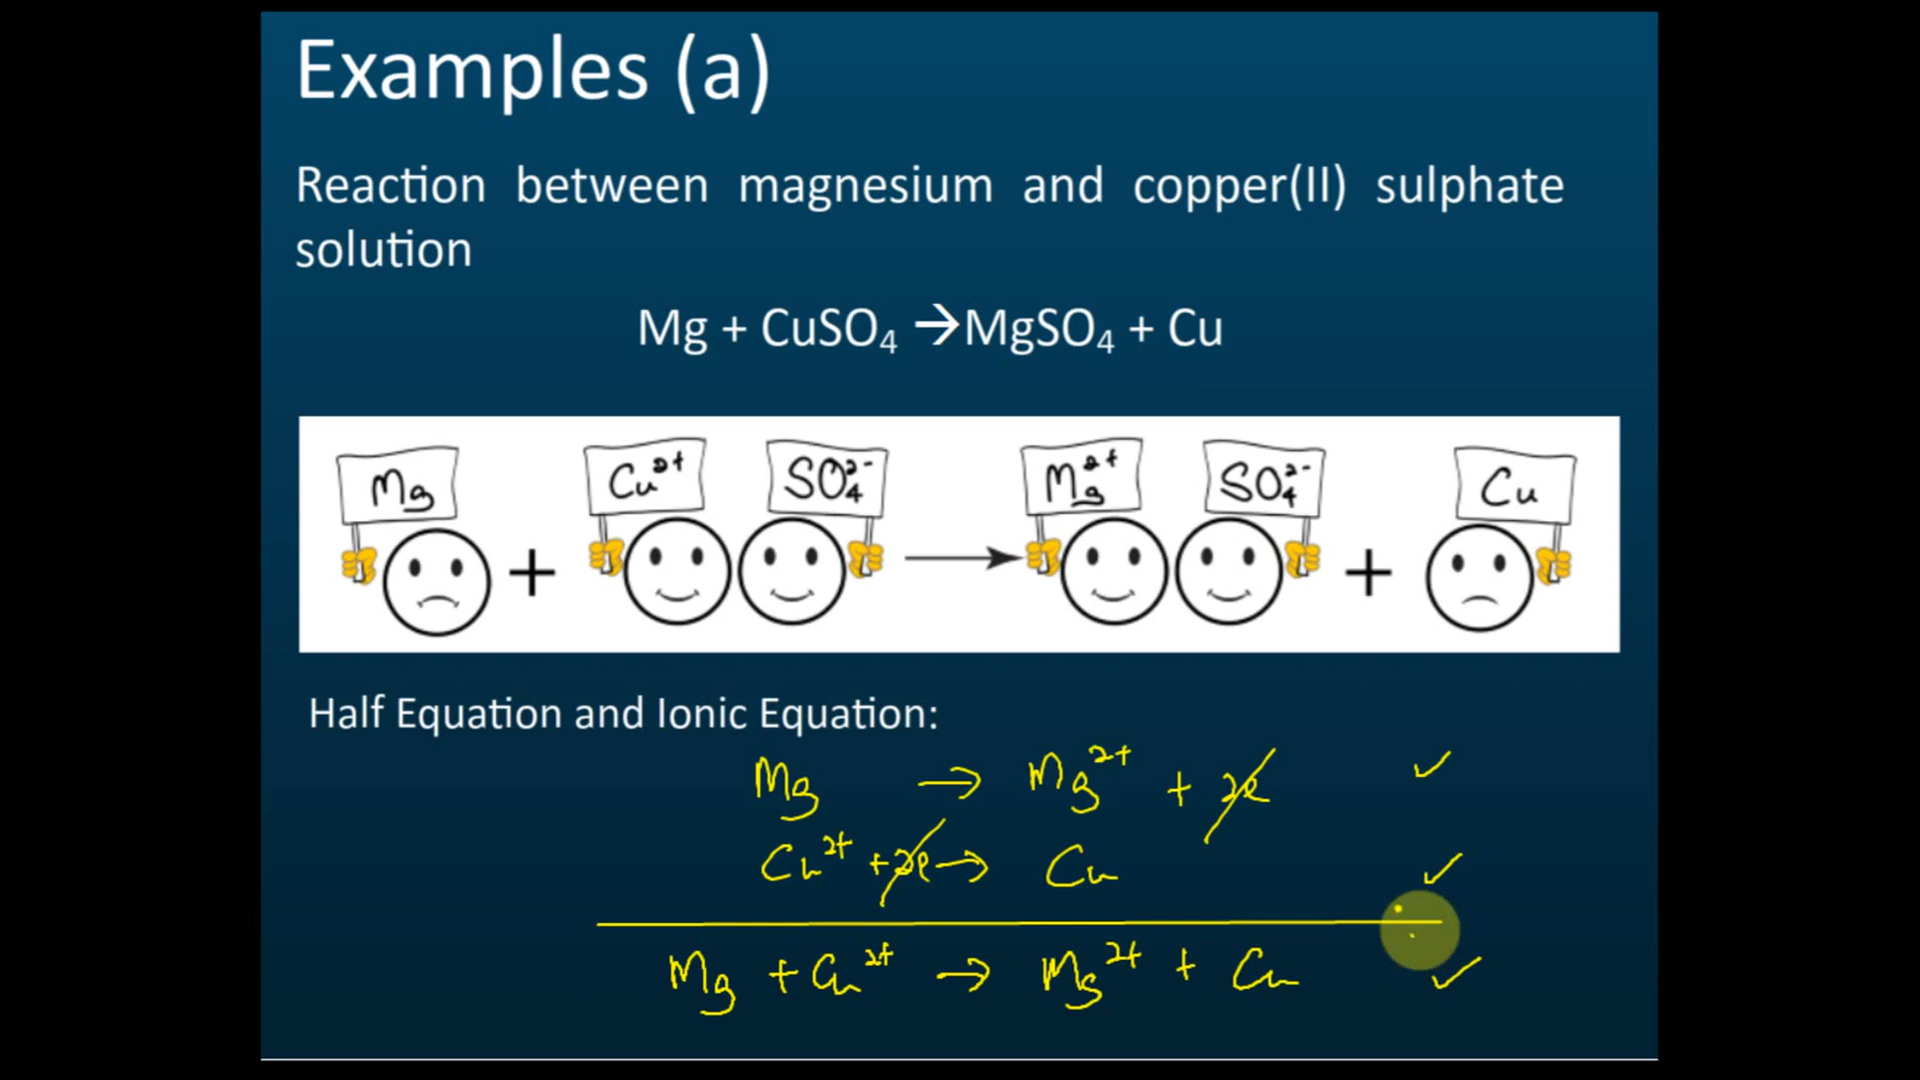 Examples (a)
Reaction between magnesium and copper(II) sulphate
solution
Mg + CuSO₄ →MgSO₄ + Cu
Mg + Cu²⁺ SO₄²⁻ → Mg²⁺ SO₄²⁻ + Cu
Half Equation and Ionic Equation:
Mg → Mg²⁺ + 2e ✓
Cu²⁺ + 2e → Cu ✓
Mg + Cu²⁺ → Mg²⁺ + Cu ✓